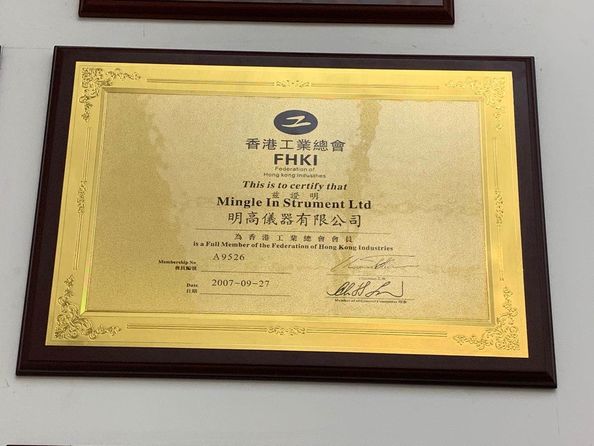 香港工業總會
FHKI
Federation of
Hong Kong Industries
This is to certify that
茲證明
Mingle In Strument Ltd
明高儀器有限公司
為香港工業總會會員
is a Full Member of the Federation of Hong Kong Industries
Membership No A9526
會員編號
Date 2007-09-27
日期